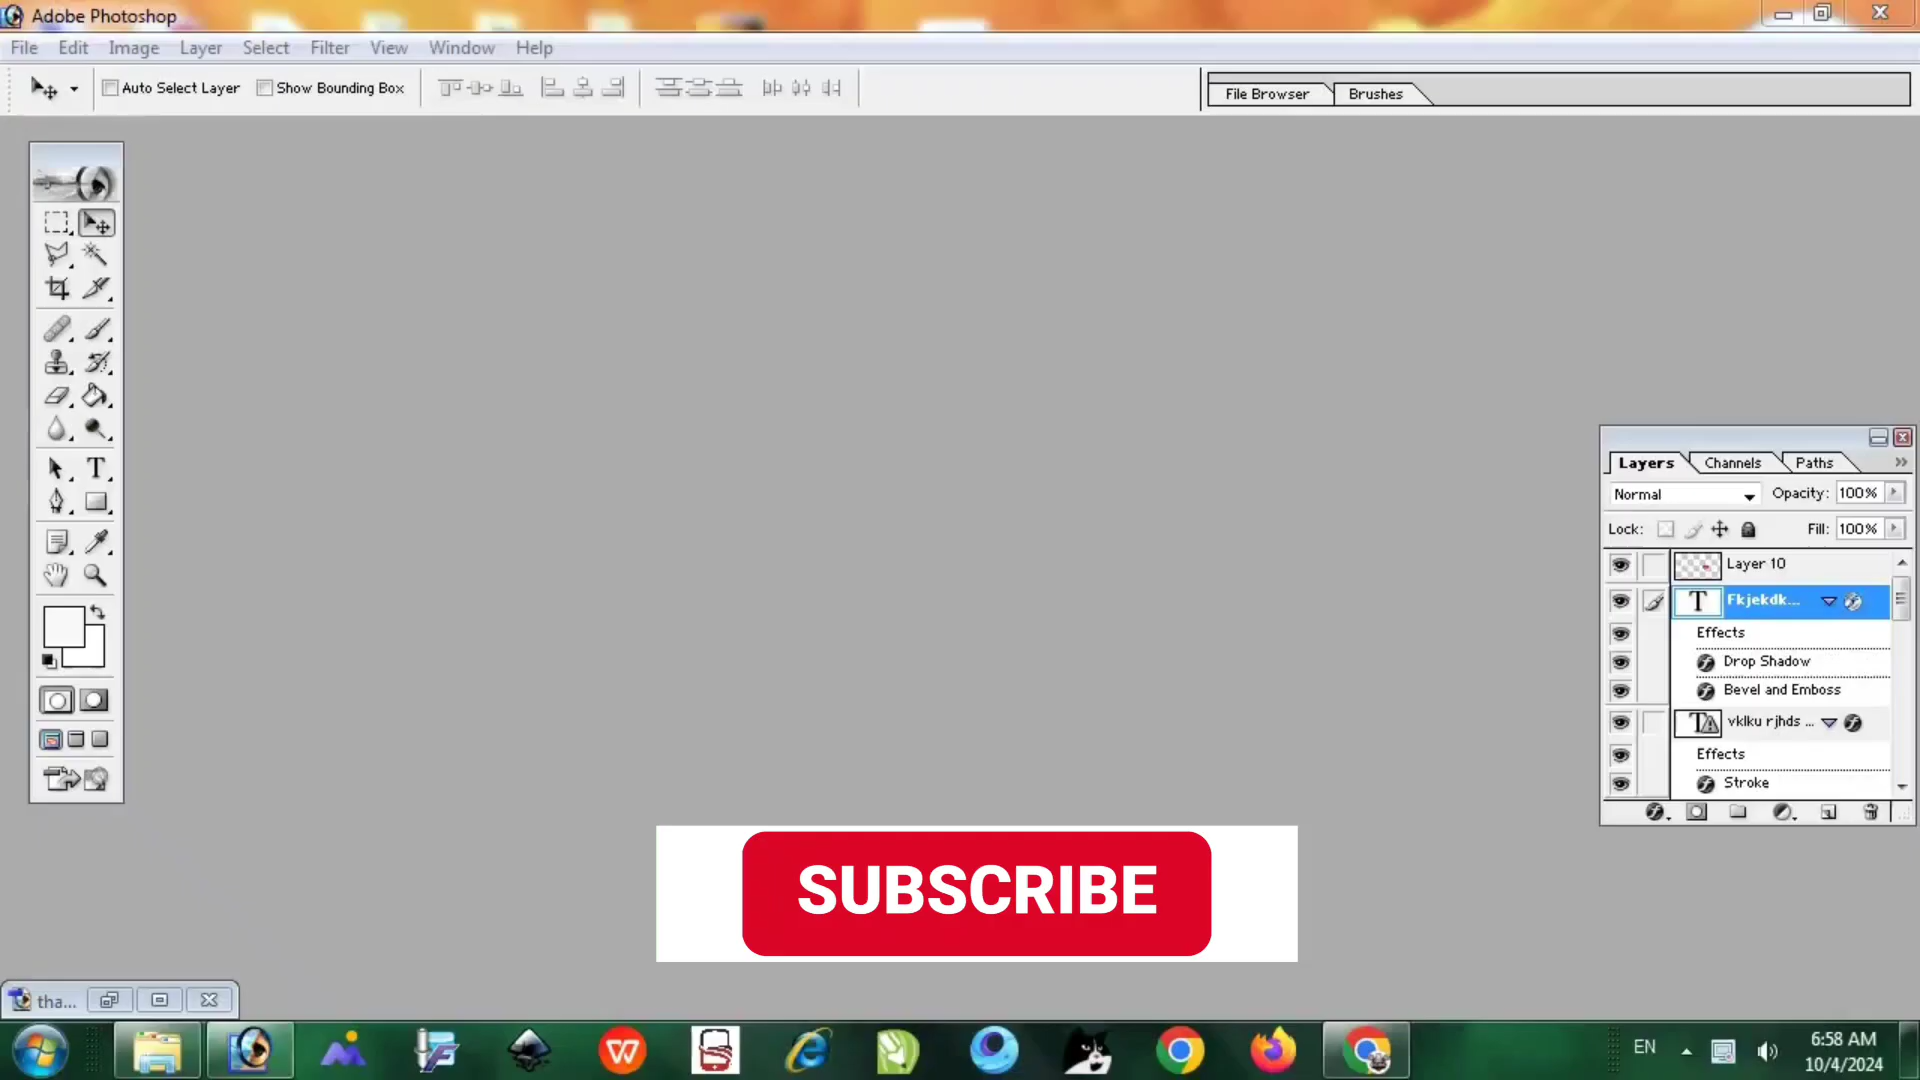 Adobe Photoshop
File Edit Image Layer Select Filter View Window Help
Auto Select Layer Show Bounding Box
File Browser Brushes
Layers Channels Paths
Normal Opacity: 100%
Lock: Fill: 100%
Layer 10
T Fkjekdk...
Effects
Drop Shadow
Bevel and Emboss
vklku rjhds ...
Effects
Stroke
SUBSCRIBE
tha...
EN
6:58 AM
10/4/2024